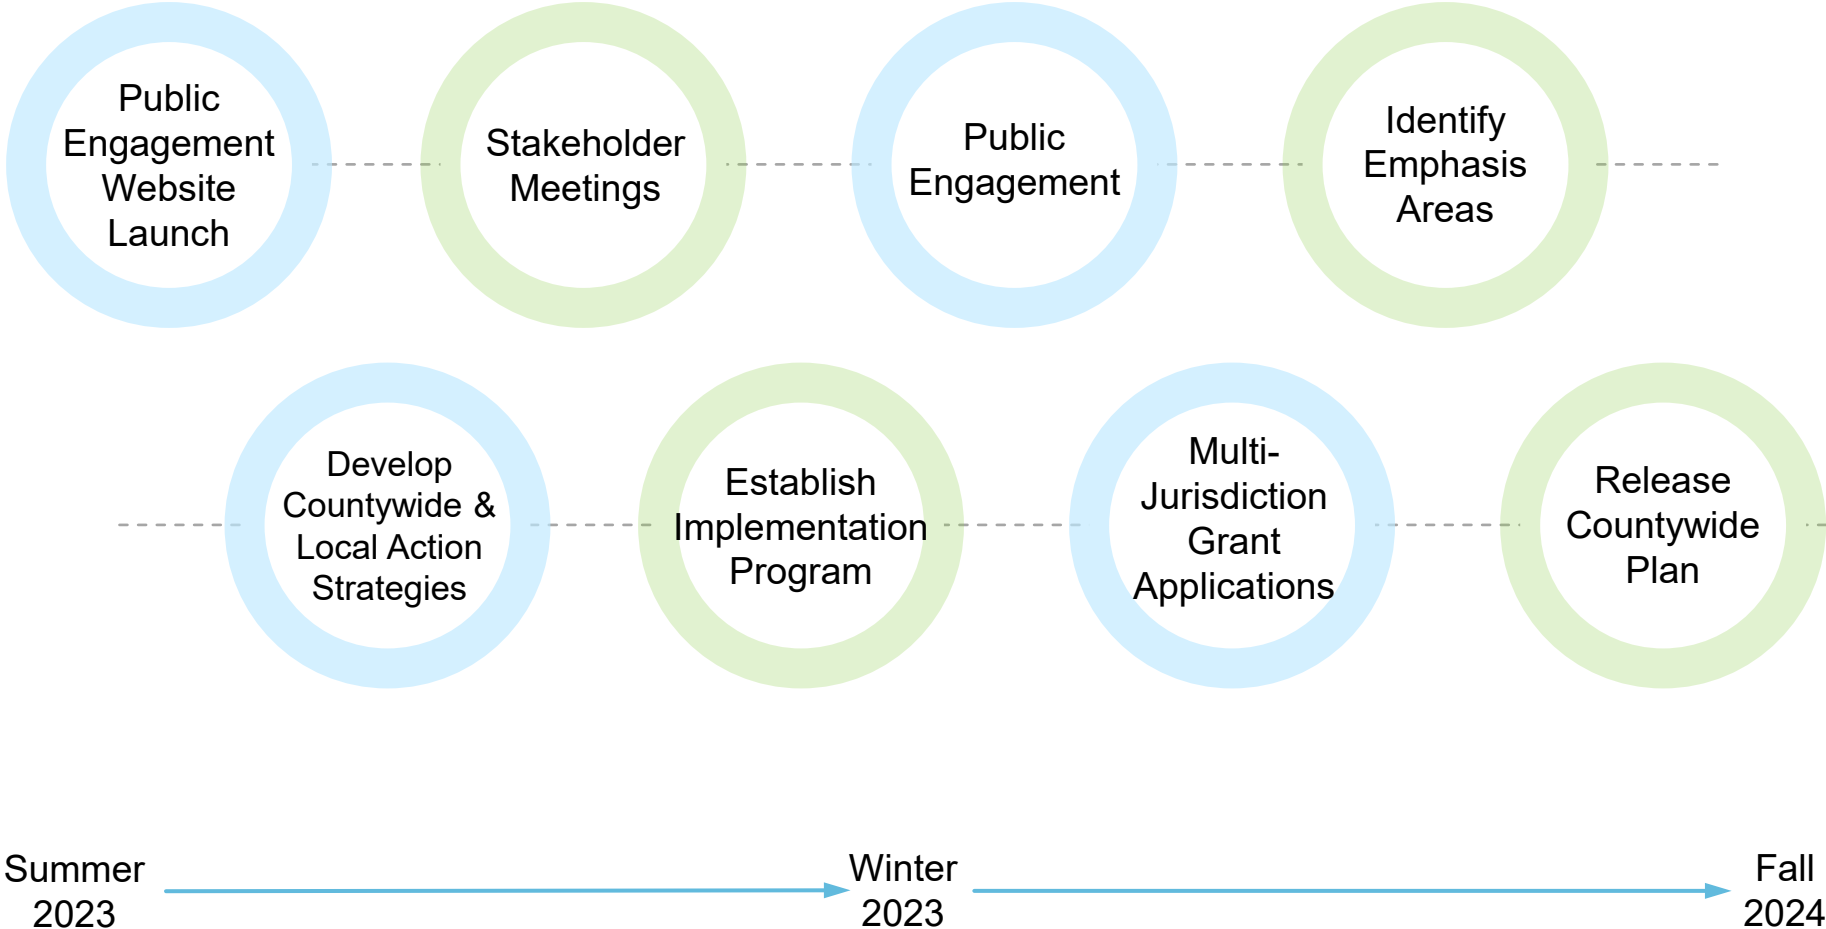 Public
Engagement
Website
Launch
Stakeholder
Meetings
Public
Engagement
Identify
Emphasis
Areas
Develop
Countywide &
Local Action
Strategies
Establish
Implementation
Program
Multi-
Jurisdiction
Grant
Applications
Release
Countywide
Plan
Summer
2023
Winter
2023
Fall
2024